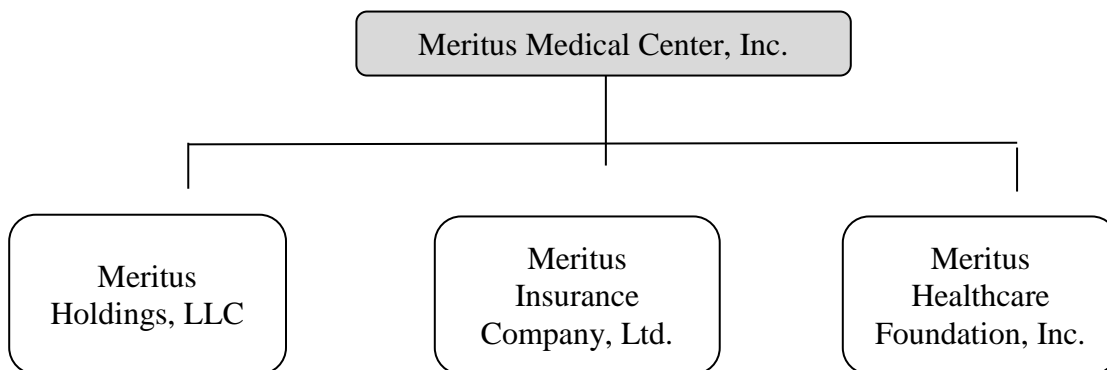 Meritus Medical Center, Inc.
Meritus
Holdings, LLC
Meritus
Insurance
Company, Ltd.
Meritus
Healthcare
Foundation, Inc.